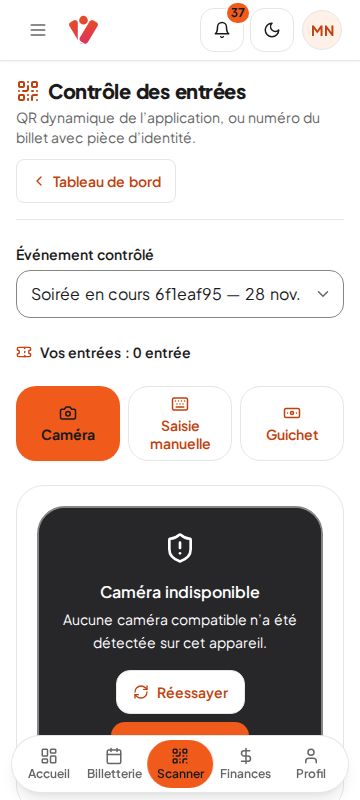 37
MN
Contrôle des entrées
QR dynamique de l’application, ou numéro du
billet avec pièce d’identité.
Tableau de bord
Événement contrôlé
Soirée en cours 6f1eaf95 — 28 nov.
Vos entrées : 0 entrée
Caméra
Saisie
manuelle
Guichet
Caméra indisponible
Aucune caméra compatible n’a été
détectée sur cet appareil.
Réessayer
Accueil
Billetterie
Scanner
Finances
Profil